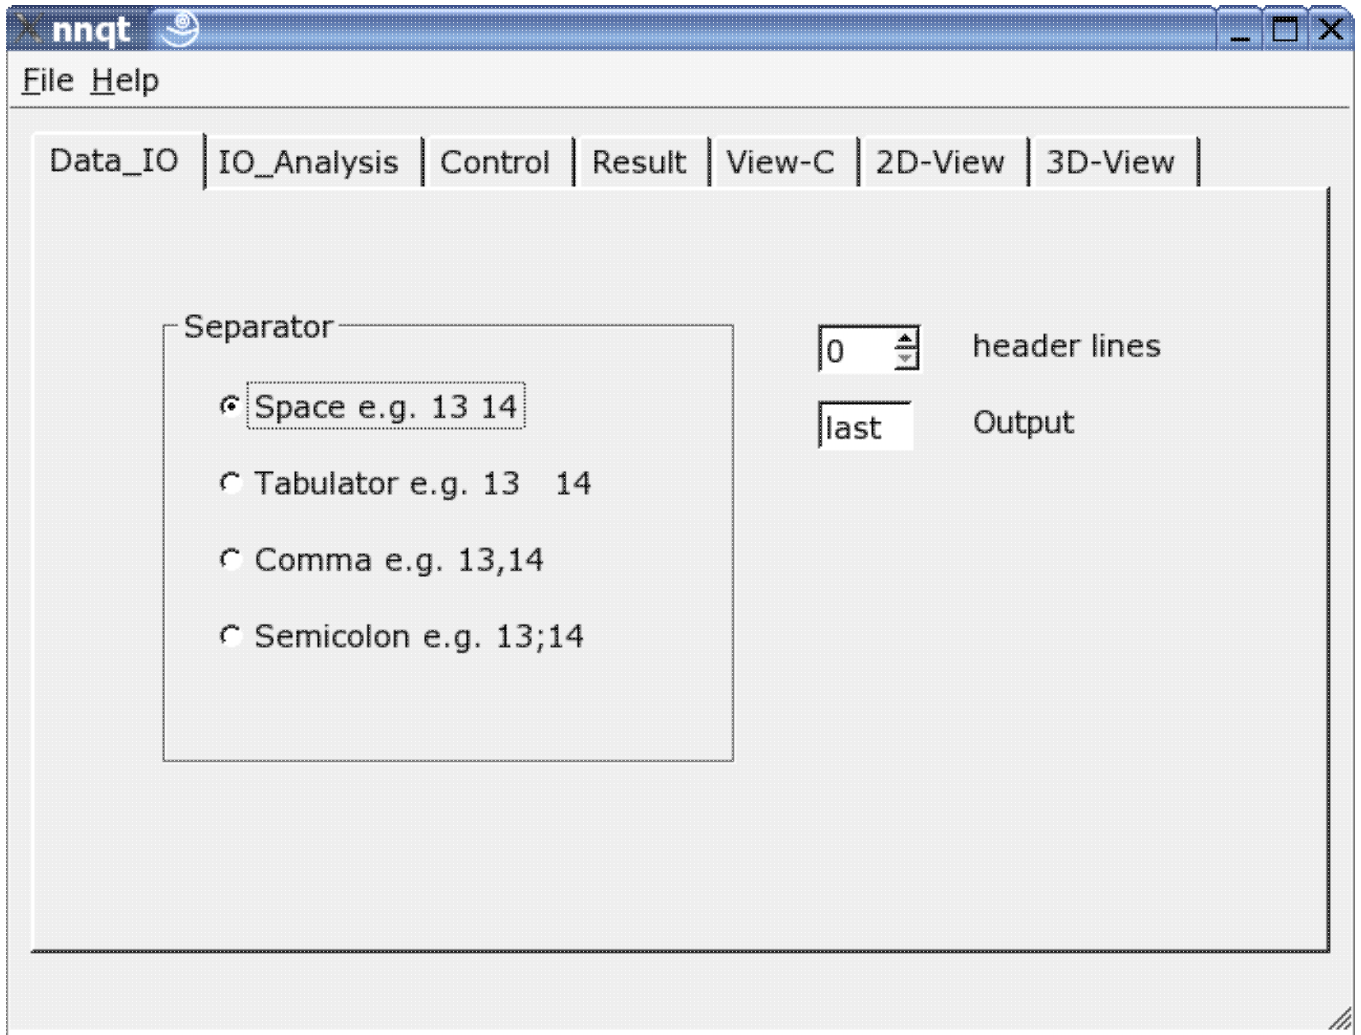 nnqt
File Help
Data_IO IO_Analysis Control Result View-C 2D-View 3D-View
Separator
Space e.g. 13 14
Tabulator e.g. 13   14
Comma e.g. 13,14
Semicolon e.g. 13;14
0 header lines
last Output